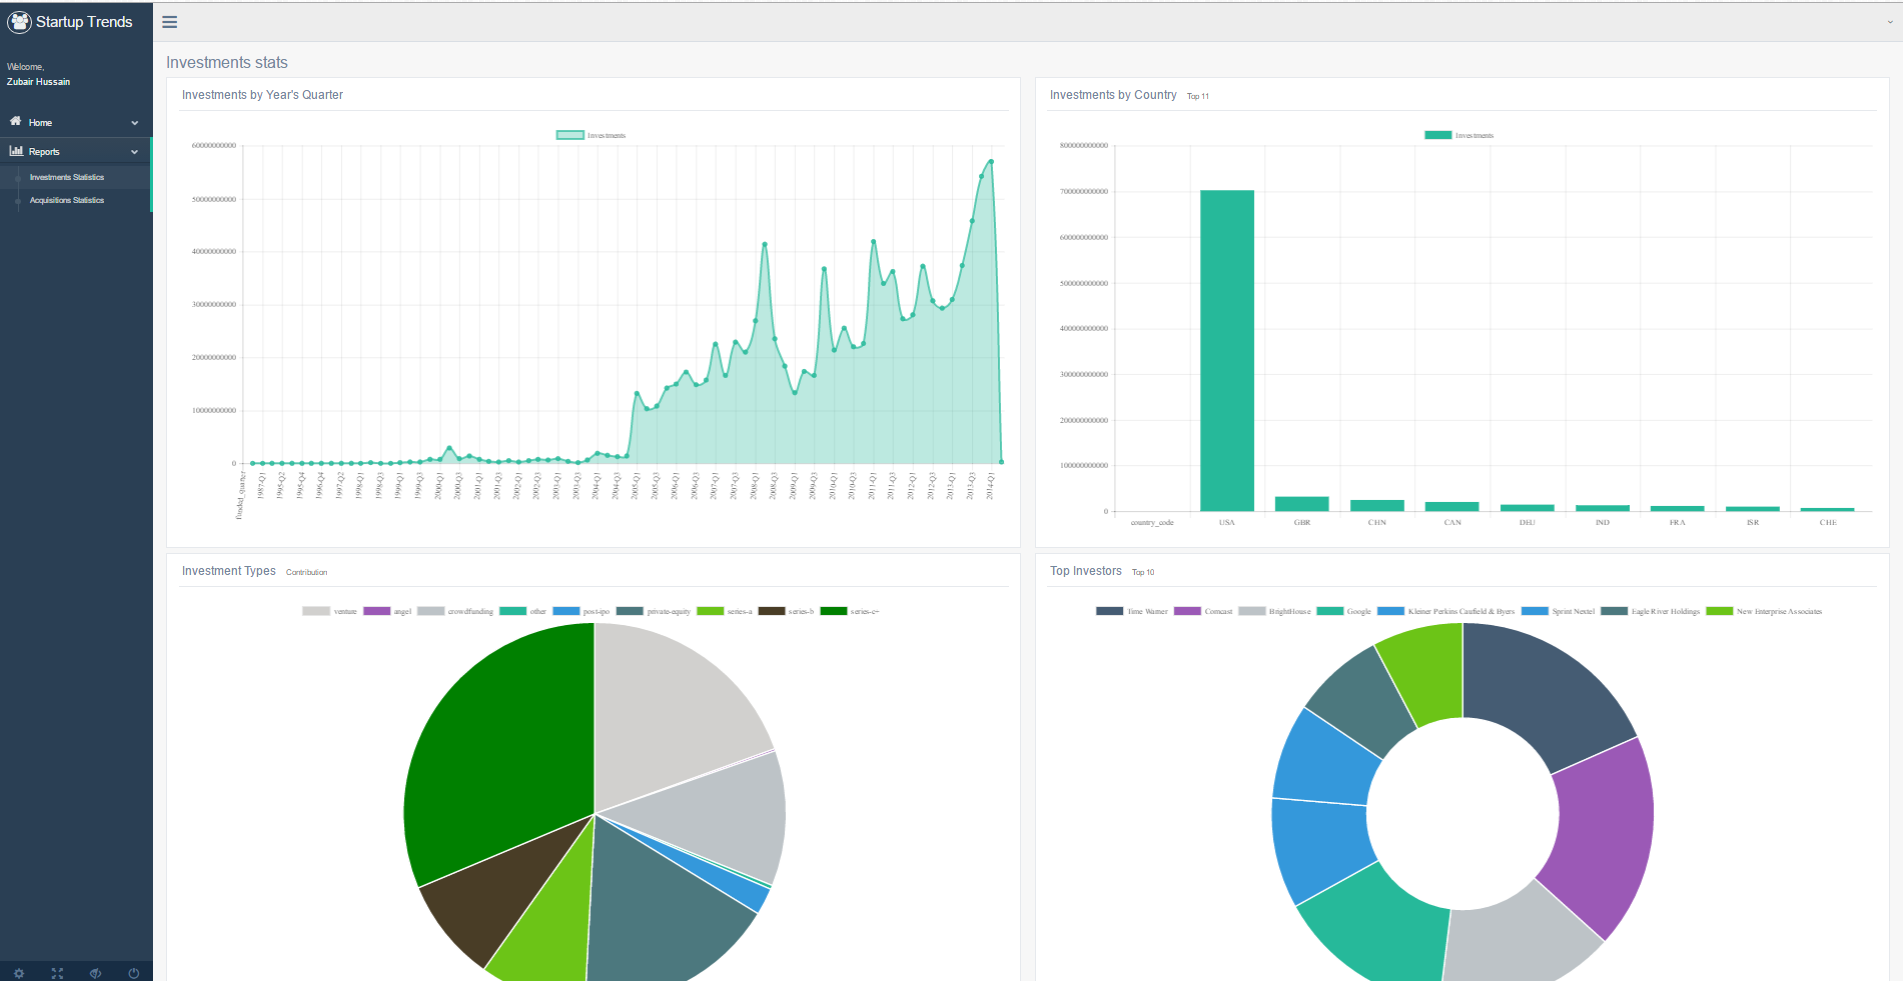 Startup Trends
Welcome,
Zubair Hussain
Home
Reports
Investments Statistics
Acquisitions Statistics
Investments stats
Investments by Year's Quarter
Investments
60000000000
50000000000
40000000000
30000000000
20000000000
10000000000
0
funded_quarter 1987-Q1 1995-Q2 1995-Q4 1996-Q4 1997-Q2 1998-Q1 1998-Q3 1999-Q1 1999-Q3 2000-Q1 2000-Q3 2001-Q1 2001-Q3 2002-Q1 2002-Q3 2003-Q1 2003-Q3 2004-Q1 2004-Q3 2005-Q1 2005-Q3 2006-Q1 2006-Q3 2007-Q1 2007-Q3 2008-Q1 2008-Q3 2009-Q1 2009-Q3 2010-Q1 2010-Q3 2011-Q1 2011-Q3 2012-Q1 2012-Q3 2013-Q1 2013-Q3 2014-Q1
Investments by Country Top 11
Investments
800000000000
700000000000
600000000000
500000000000
400000000000
300000000000
200000000000
100000000000
0
country_code USA GBR CHN CAN DEU IND FRA ISR CHE
Investment Types Contribution
venture angel crowdfunding other post-ipo private-equity series-a series-b series-c+
Top Investors Top 10
Time Warner Comcast BrightHouse Google Kleiner Perkins Caufield & Byers Sprint Nextel Eagle River Holdings New Enterprise Associates